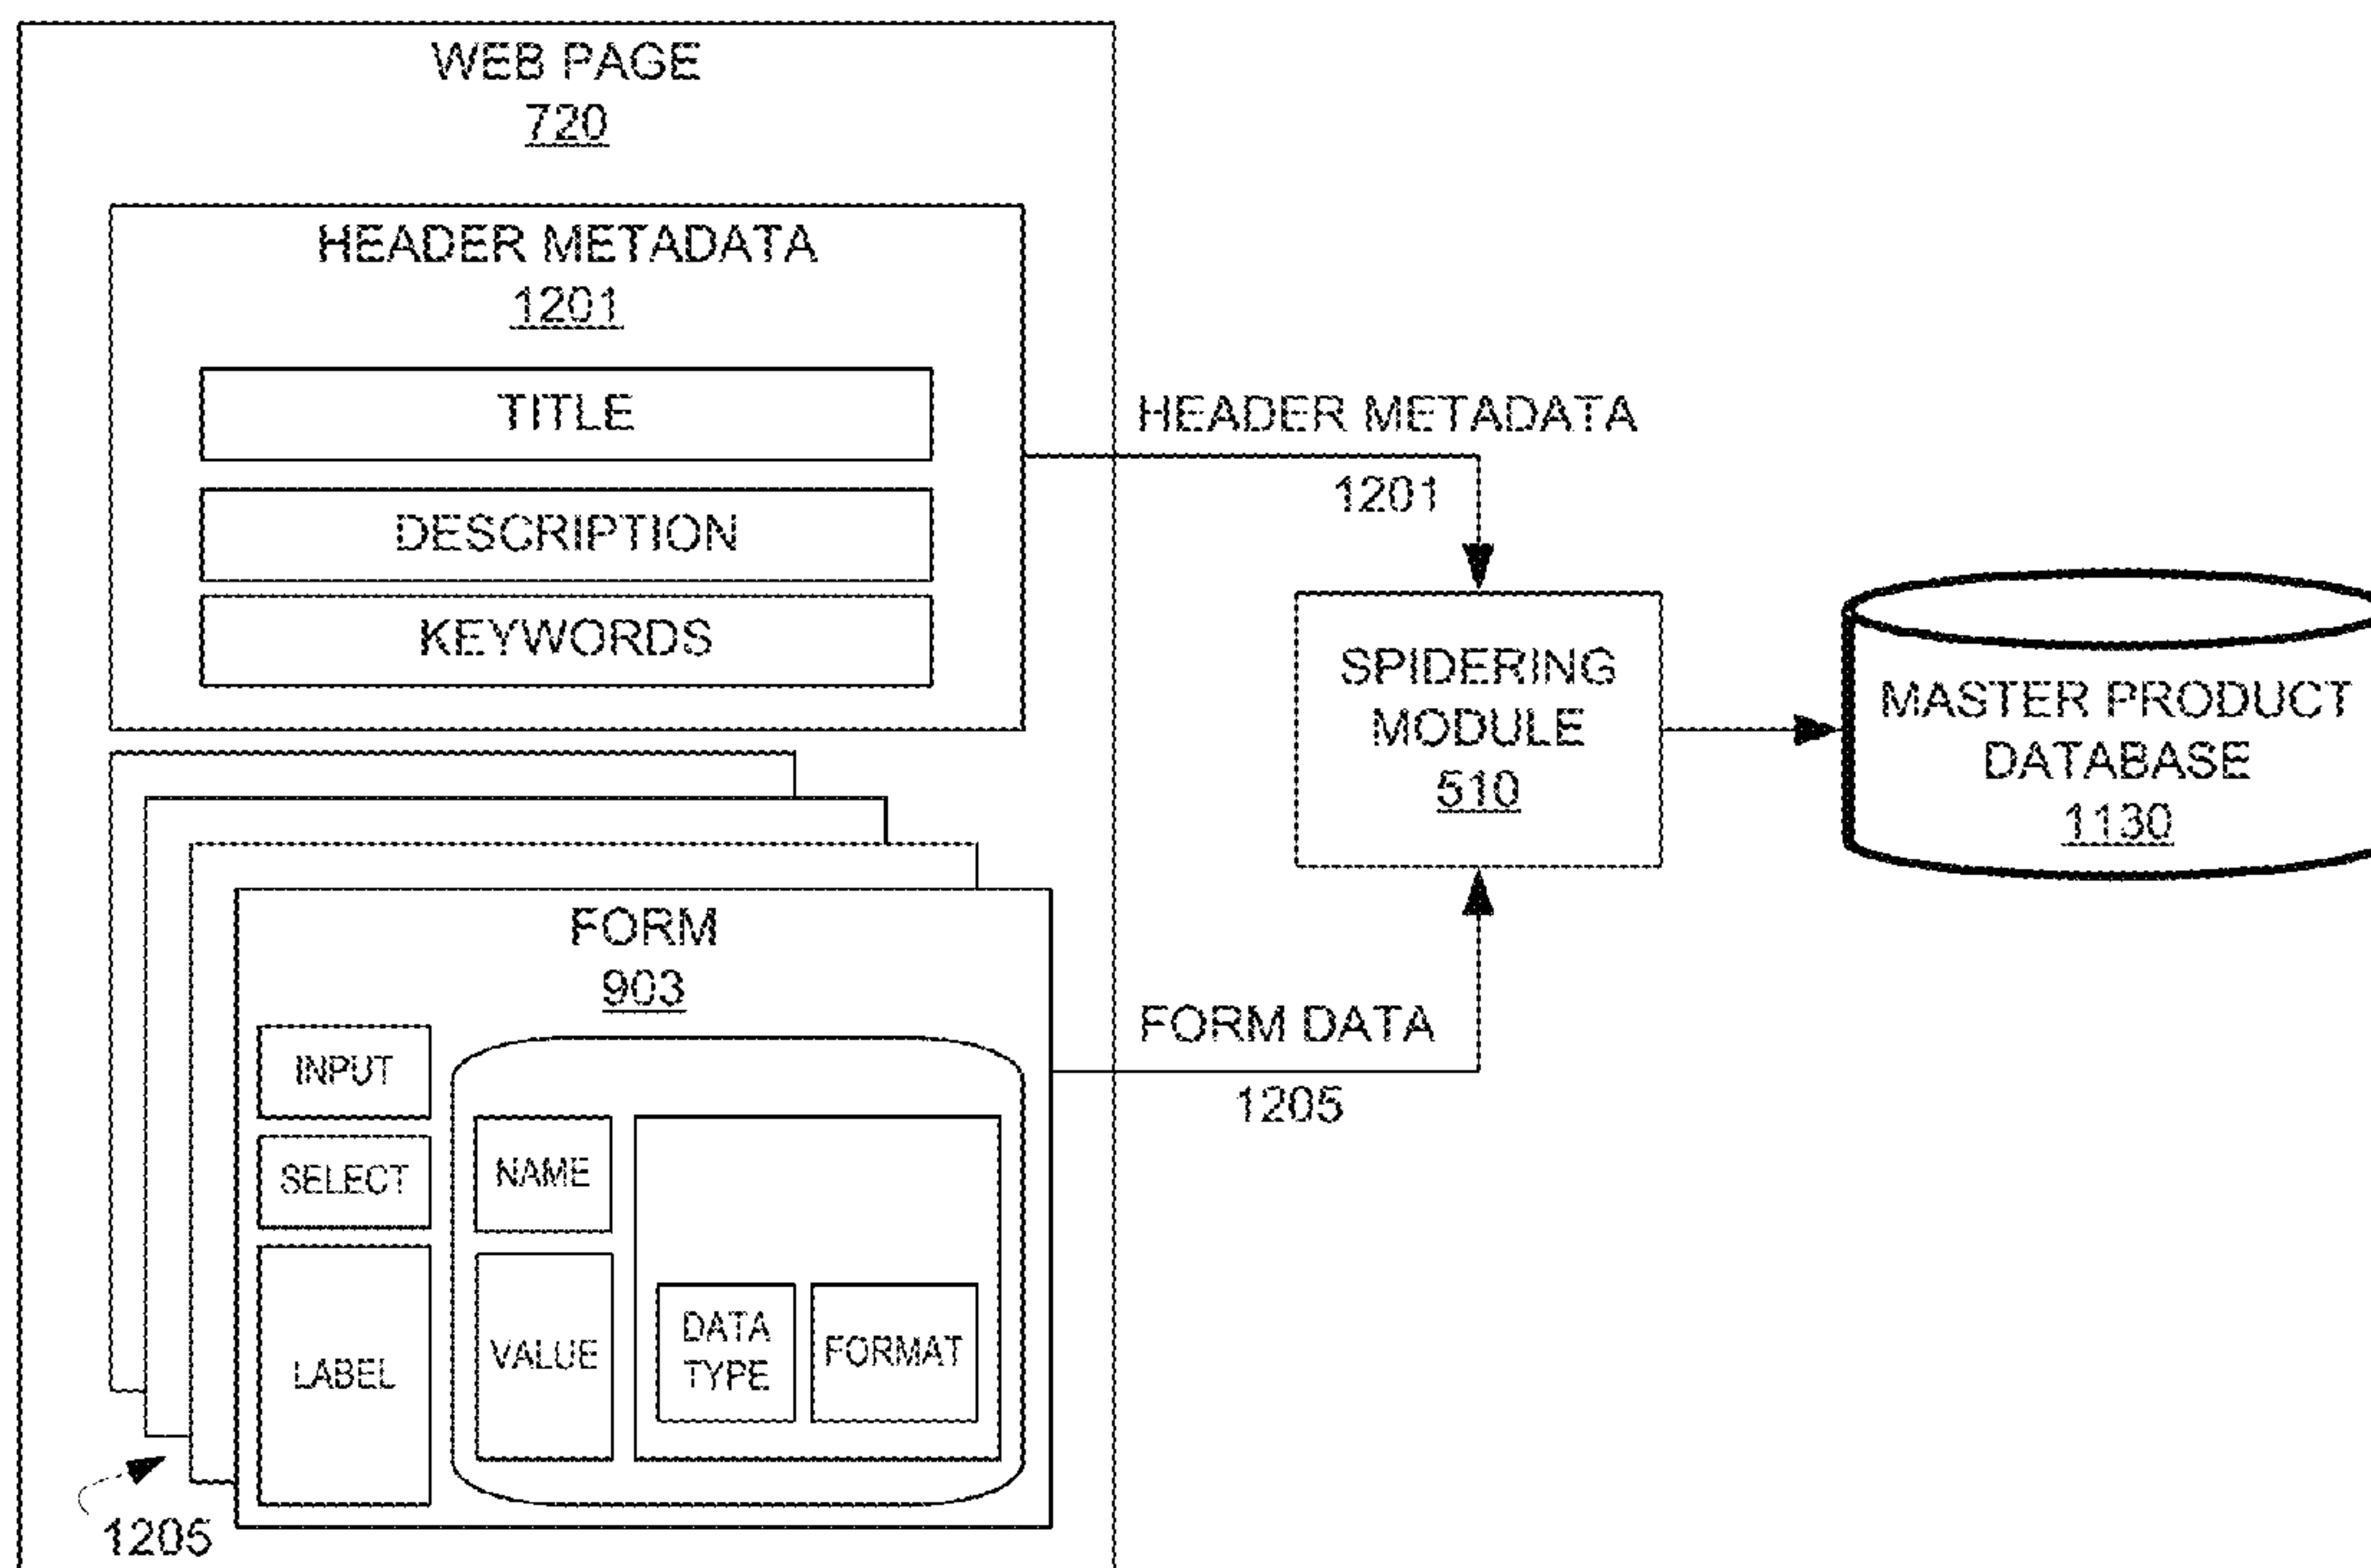 WEB PAGE
720
HEADER METADATA
1201
TITLE
DESCRIPTION
KEYWORDS
HEADER METADATA
1201
SPIDERING
MODULE
510
MASTER PRODUCT
DATABASE
1130
FORM
903
INPUT
SELECT
LABEL
NAME
VALUE
DATA
TYPE
FORMAT
FORM DATA
1205
1205